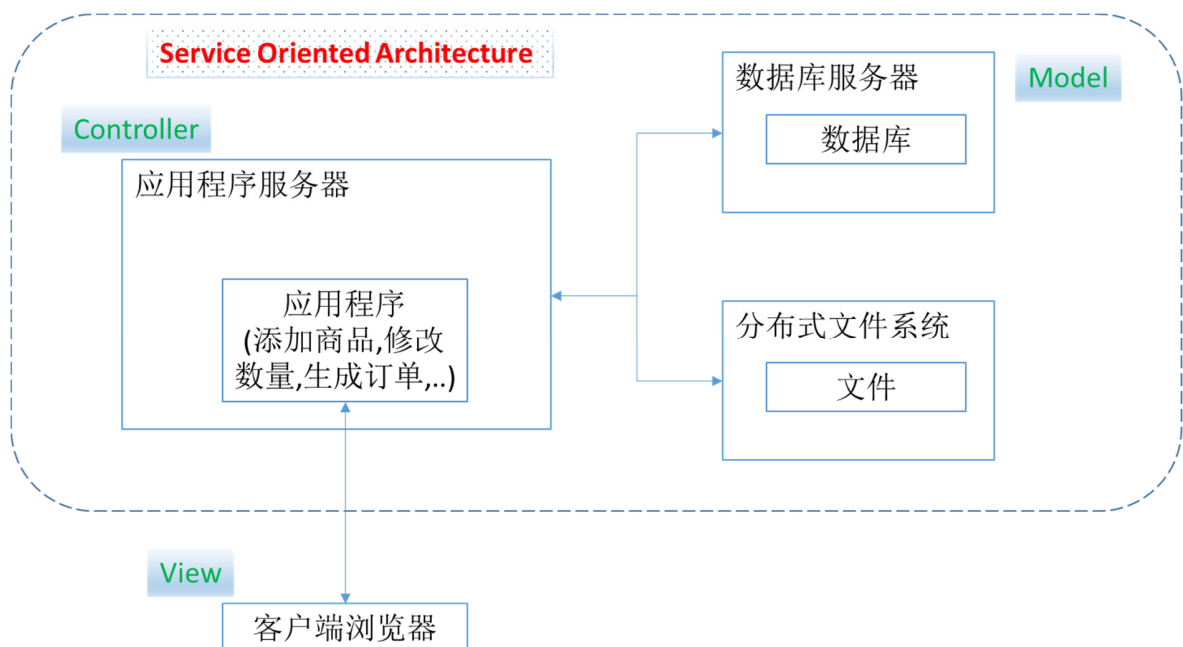 Service Oriented Architecture
Controller
应用程序服务器
应用程序
(添加商品,修改
数量,生成订单,..)
数据库服务器
Model
数据库
分布式文件系统
文件
View
客户端浏览器